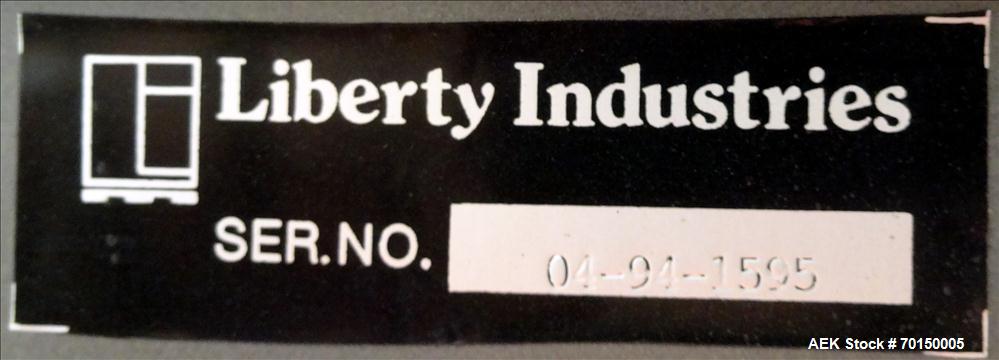 Liberty Industries
SER.NO. 04-94-1595
AEK Stock # 70150005